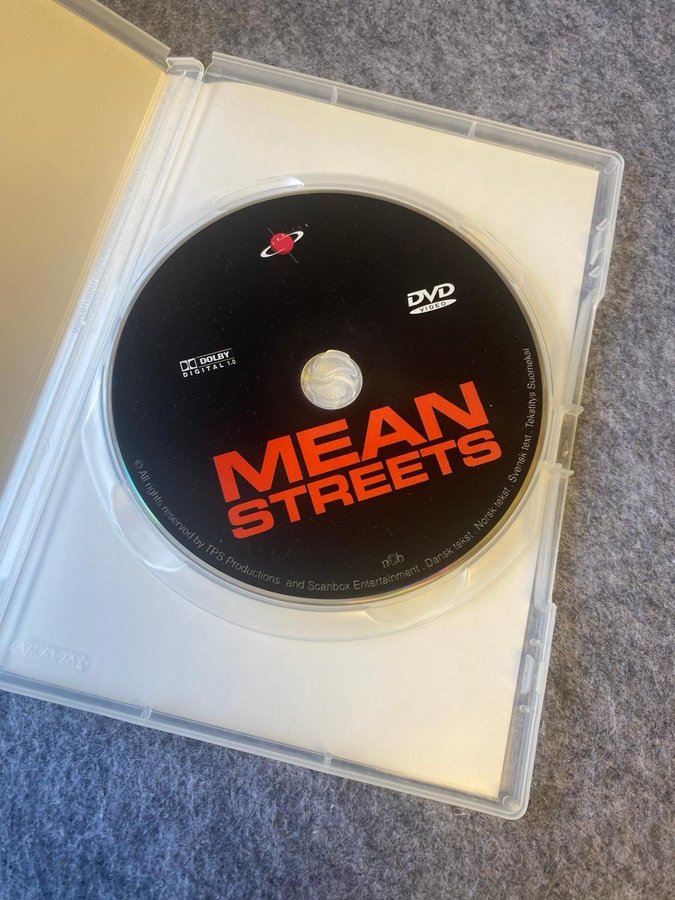 DVD
VIDEO
DOLBY
DIGITAL 1.0
MEAN
STREETS
© All rights reserved by TPS Productions and Scanbox Entertainment . Dansk tekst . Norsk tekst . Svensk text . Tekstitys Suomeksi
n©b